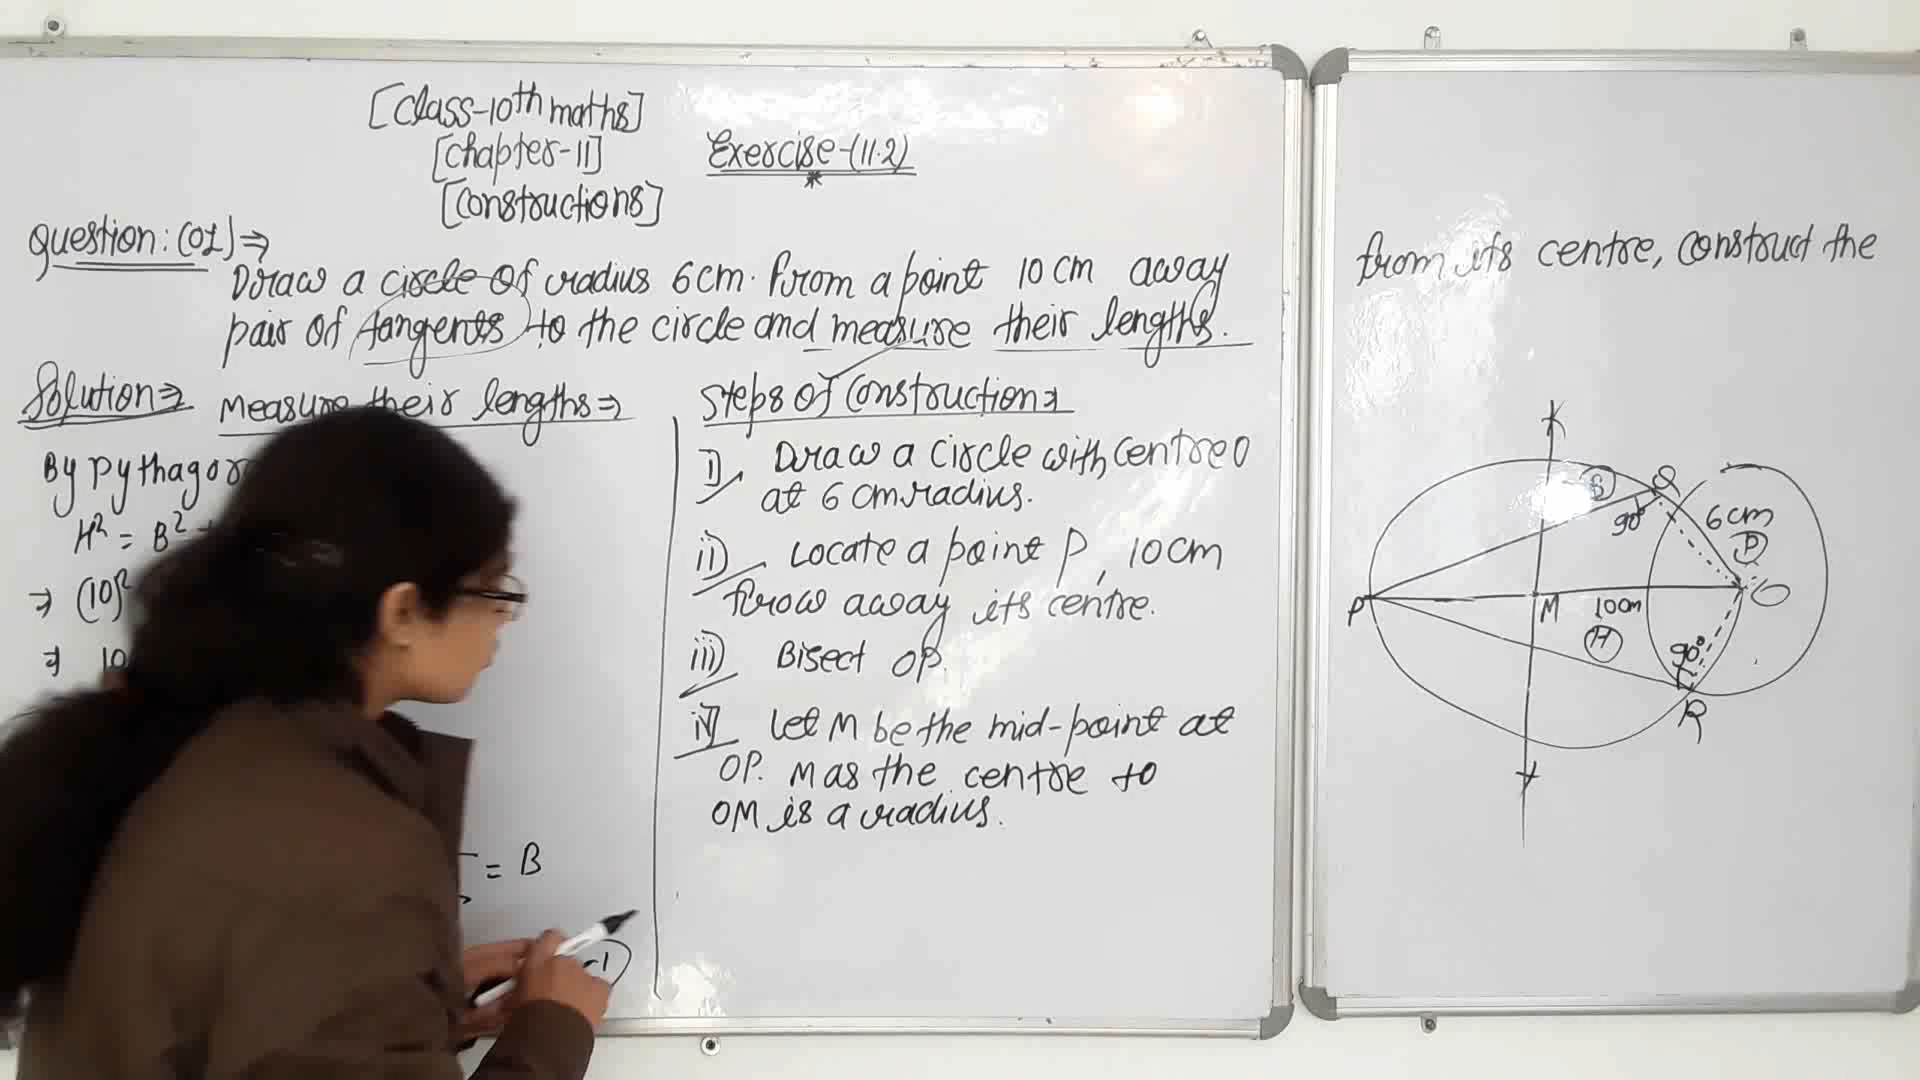 [Class-10th maths]
[Chapter-11]
Exercise-(11.2)
*
[Constructions]
Question:(01)⇒
Draw a circle of radius 6cm. From a point 10cm away
from its centre, construct the
pair of tangents to the circle and measure their lengths.
Solution⇒
Measure their lengths⇒
By Pythagor
H² = B²
⇒ (10)²
⇒ 10
= B
Steps of Construction⇒
i) Draw a circle with centre O
at 6 cm radius.
ii) Locate a point P, 10cm
away its centre.
iii) Bisect OP.
iv) Let M be the mid-point at
OP. M as the centre to
OM is a radius.
B
Q
90°
6cm
P
O
P
M
10cm
H
90°
R